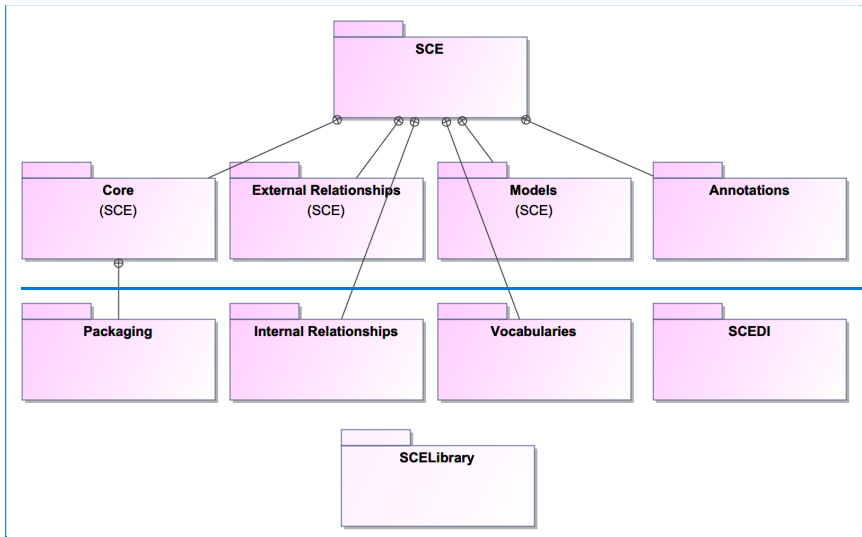 SCE
Core
(SCE)
External Relationships
(SCE)
Models
(SCE)
Annotations
Packaging
Internal Relationships
Vocabularies
SCEDI
SCELibrary